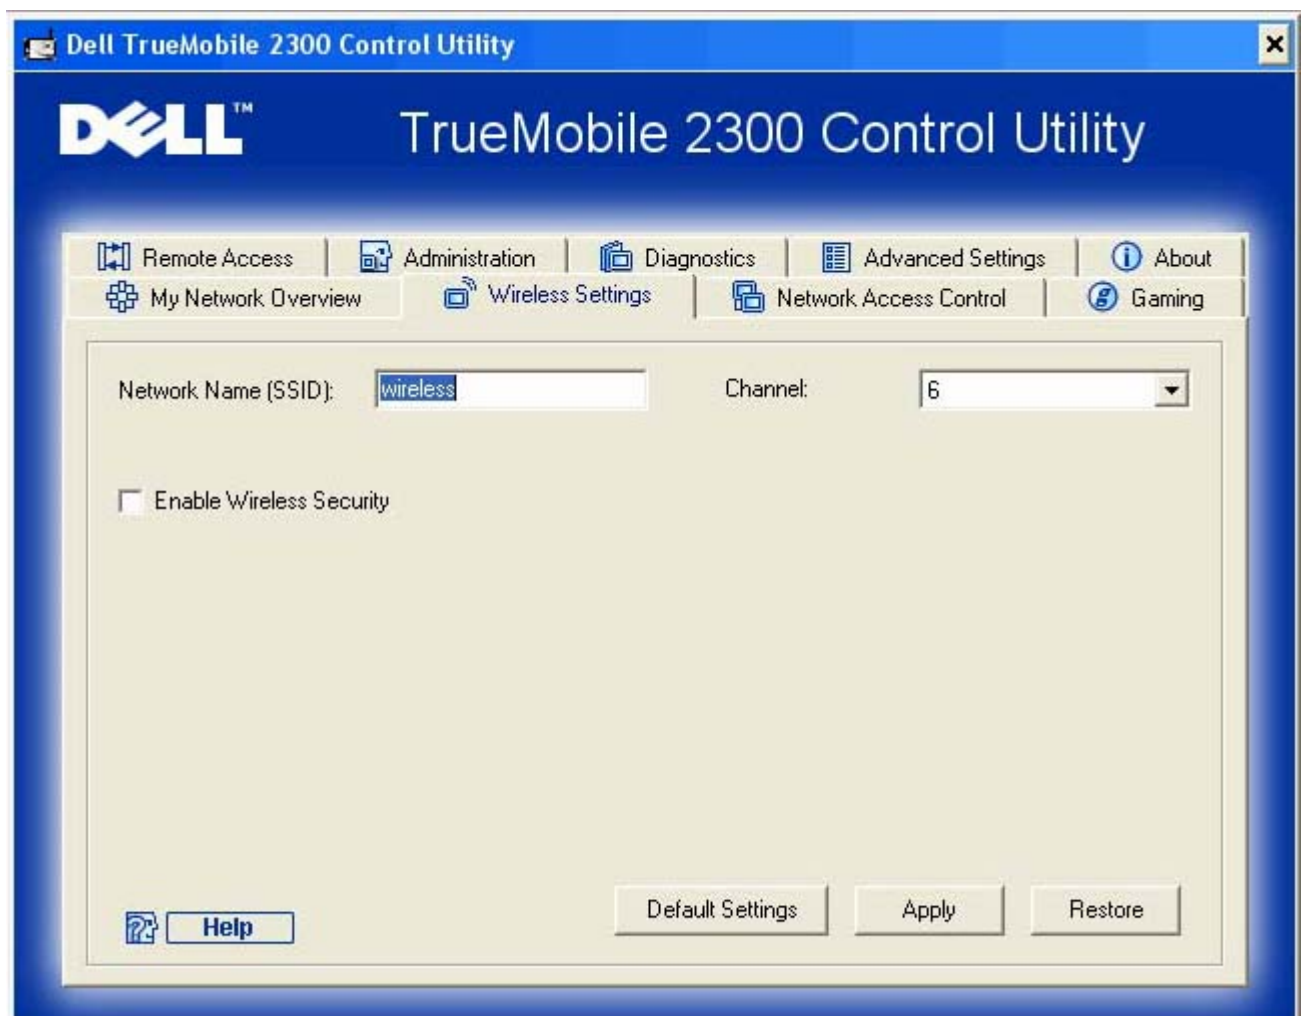 Dell TrueMobile 2300 Control Utility
DELL™ TrueMobile 2300 Control Utility
Remote Access Administration Diagnostics Advanced Settings About
My Network Overview Wireless Settings Network Access Control Gaming
Network Name (SSID): wireless Channel: 6
Enable Wireless Security
Help Default Settings Apply Restore